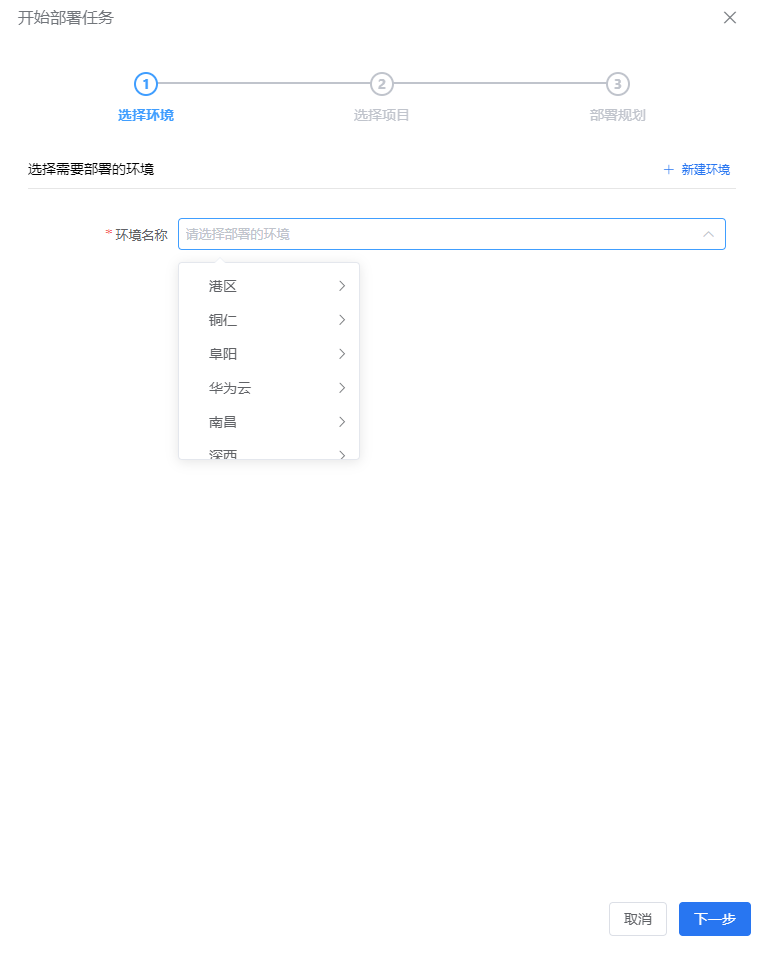 开始部署任务
1
2
3
选择环境
选择项目
部署规划
选择需要部署的环境
+ 新建环境
* 环境名称
请选择部署的环境
港区
铜仁
阜阳
华为云
南昌
深西
取消
下一步